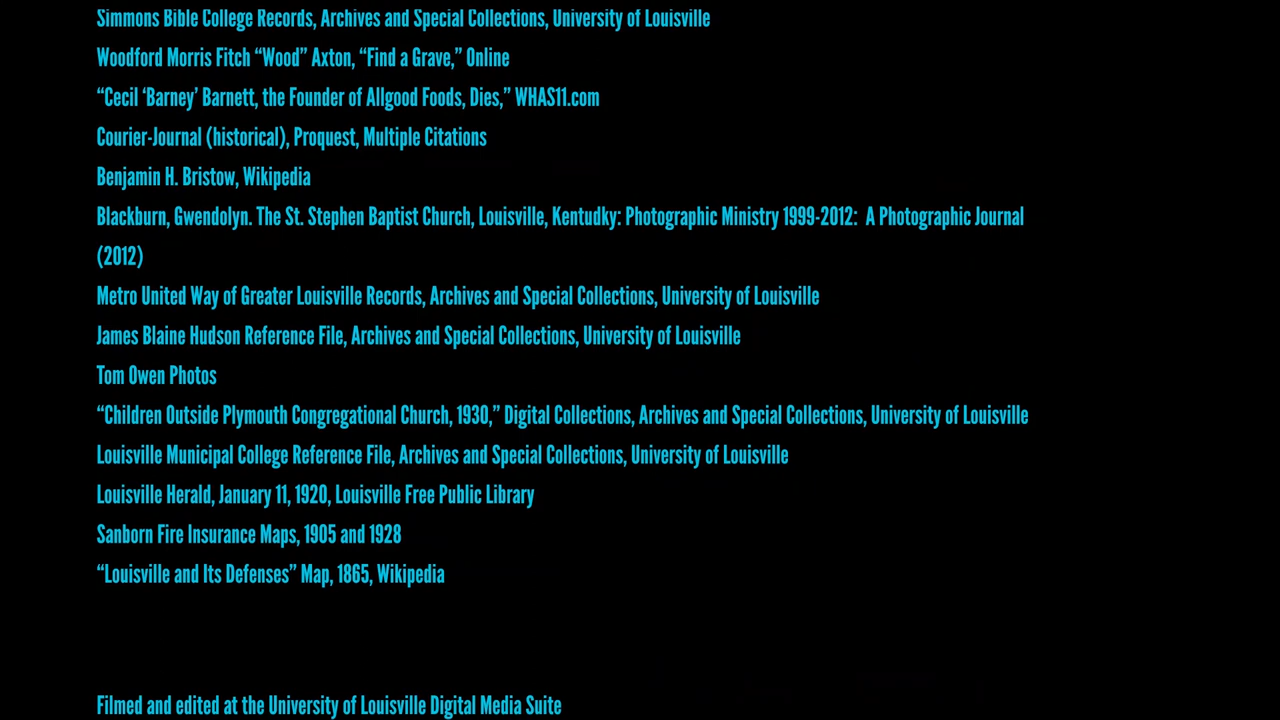 Simmons Bible College Records, Archives and Special Collections, University of Louisville
Woodford Morris Fitch “Wood” Axton, “Find a Grave,” Online
“Cecil ‘Barney’ Barnett, the Founder of Allgood Foods, Dies,” WHAS11.com
Courier-Journal (historical), Proquest, Multiple Citations
Benjamin H. Bristow, Wikipedia
Blackburn, Gwendolyn. The St. Stephen Baptist Church, Louisville, Kentudky: Photographic Ministry 1999-2012:  A Photographic Journal
(2012)
Metro United Way of Greater Louisville Records, Archives and Special Collections, University of Louisville
James Blaine Hudson Reference File, Archives and Special Collections, University of Louisville
Tom Owen Photos
“Children Outside Plymouth Congregational Church, 1930,” Digital Collections, Archives and Special Collections, University of Louisville
Louisville Municipal College Reference File, Archives and Special Collections, University of Louisville
Louisville Herald, January 11, 1920, Louisville Free Public Library
Sanborn Fire Insurance Maps, 1905 and 1928
“Louisville and Its Defenses” Map, 1865, Wikipedia
Filmed and edited at the University of Louisville Digital Media Suite